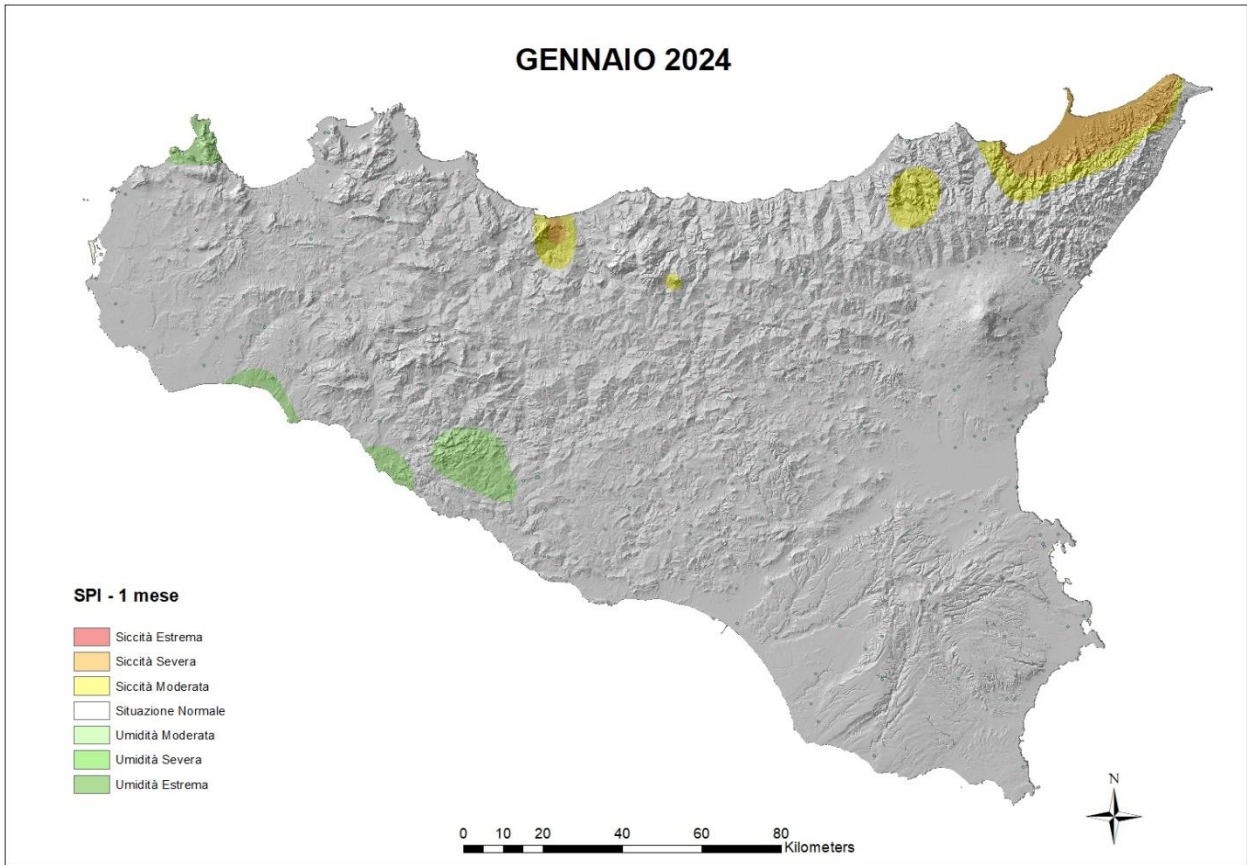 GENNAIO 2024
SPI - 1 mese
Siccità Estrema
Siccità Severa
Siccità Moderata
Situazione Normale
Umidità Moderata
Umidità Severa
Umidità Estrema
N
0 10 20 40 60 80
Kilometers